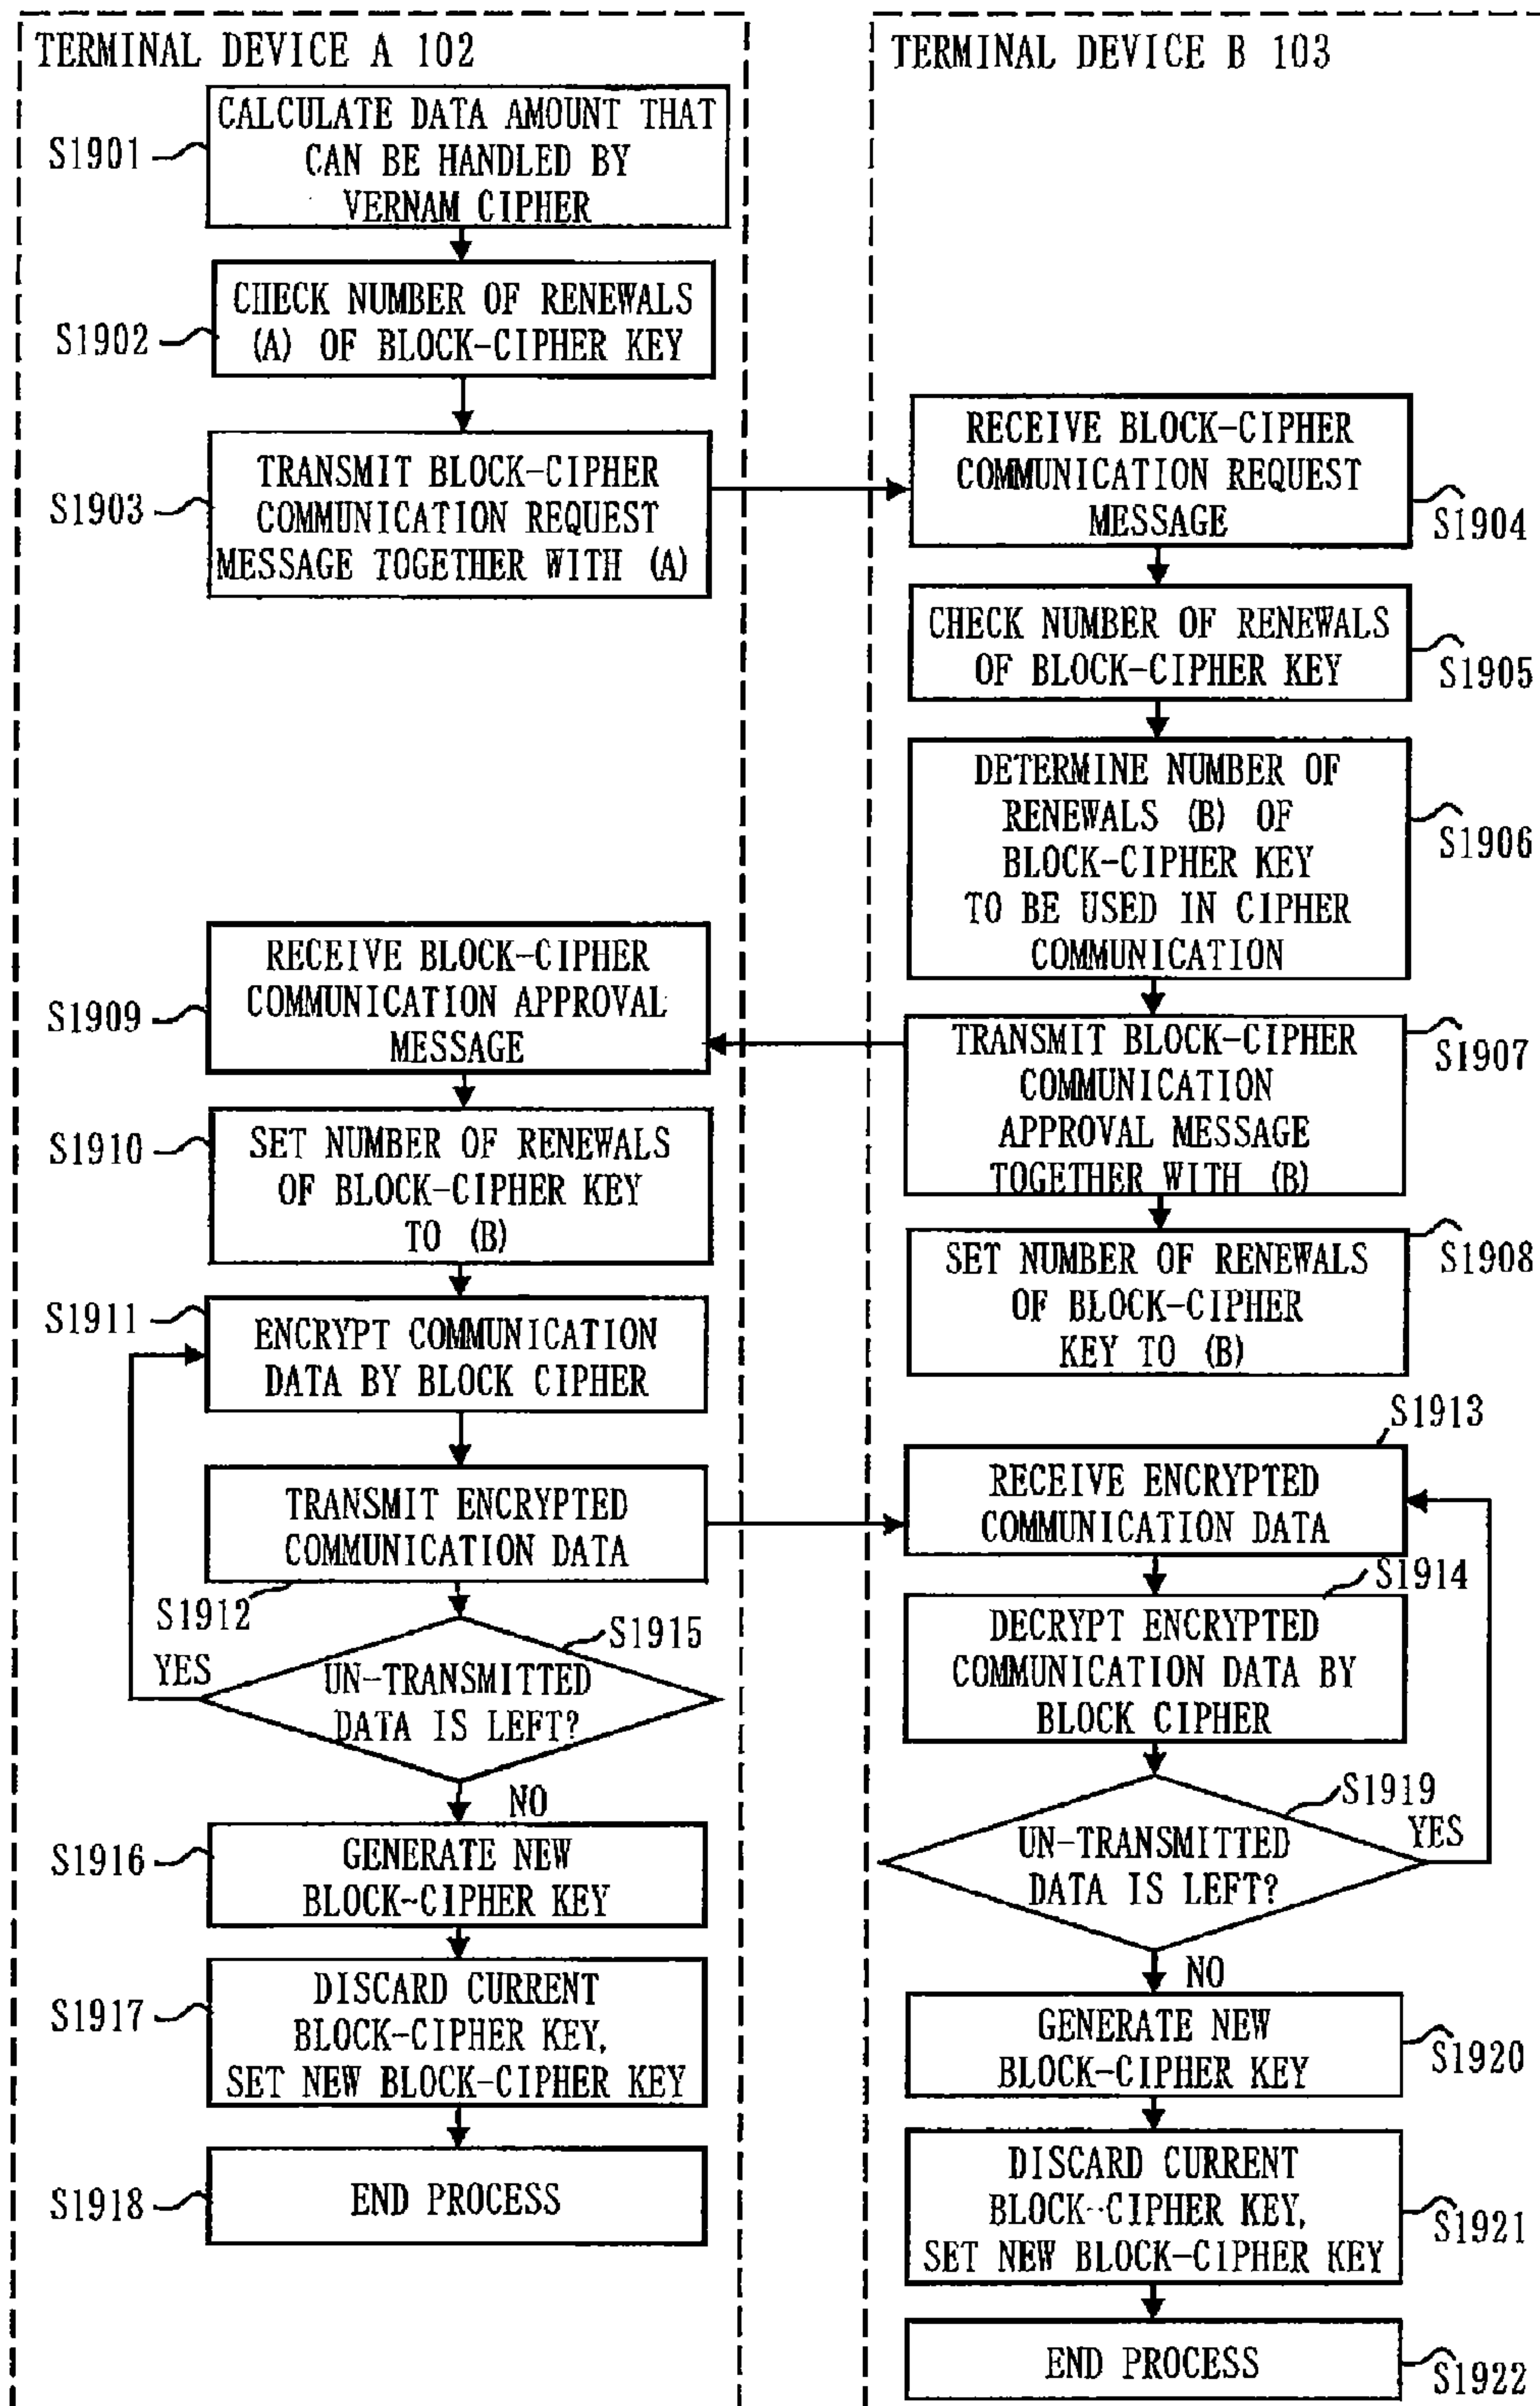 TERMINAL DEVICE A 102
CALCULATE DATA AMOUNT THAT
CAN BE HANDLED BY
VERNAM CIPHER
S1901
CHECK NUMBER OF RENEWALS
(A) OF BLOCK-CIPHER KEY
S1902
TRANSMIT BLOCK-CIPHER
COMMUNICATION REQUEST
MESSAGE TOGETHER WITH (A)
S1903
RECEIVE BLOCK-CIPHER
COMMUNICATION APPROVAL
MESSAGE
S1909
SET NUMBER OF RENEWALS
OF BLOCK-CIPHER KEY
TO (B)
S1910
S1911
ENCRYPT COMMUNICATION
DATA BY BLOCK CIPHER
TRANSMIT ENCRYPTED
COMMUNICATION DATA
S1912
S1915
YES
UN-TRANSMITTED
DATA IS LEFT?
NO
S1916
GENERATE NEW
BLOCK-CIPHER KEY
S1917
DISCARD CURRENT
BLOCK-CIPHER KEY,
SET NEW BLOCK-CIPHER KEY
S1918
END PROCESS
TERMINAL DEVICE B 103
RECEIVE BLOCK-CIPHER
COMMUNICATION REQUEST
MESSAGE
S1904
CHECK NUMBER OF RENEWALS
OF BLOCK-CIPHER KEY
S1905
DETERMINE NUMBER OF
RENEWALS (B) OF
BLOCK-CIPHER KEY
TO BE USED IN CIPHER
COMMUNICATION
S1906
TRANSMIT BLOCK-CIPHER
COMMUNICATION
APPROVAL MESSAGE
TOGETHER WITH (B)
S1907
SET NUMBER OF RENEWALS
OF BLOCK-CIPHER
KEY TO (B)
S1908
S1913
RECEIVE ENCRYPTED
COMMUNICATION DATA
S1914
DECRYPT ENCRYPTED
COMMUNICATION DATA BY
BLOCK CIPHER
S1919
YES
UN-TRANSMITTED
DATA IS LEFT?
NO
GENERATE NEW
BLOCK-CIPHER KEY
S1920
DISCARD CURRENT
BLOCK-CIPHER KEY,
SET NEW BLOCK-CIPHER KEY
S1921
END PROCESS
S1922